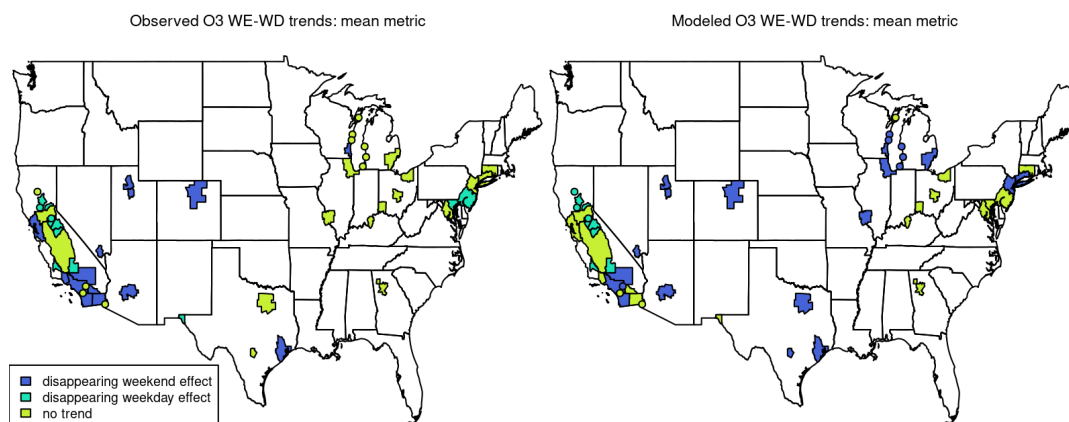 Observed O3 WE-WD trends: mean metric
Modeled O3 WE-WD trends: mean metric
disappearing weekend effect
disappearing weekday effect
no trend